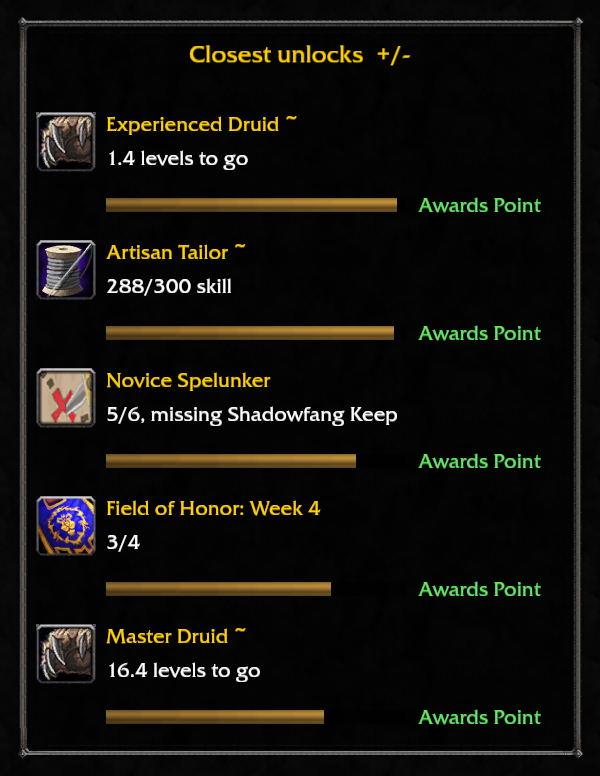 Closest unlocks +/-
Experienced Druid ~
1.4 levels to go
Awards Point
Artisan Tailor ~
288/300 skill
Awards Point
Novice Spelunker
5/6, missing Shadowfang Keep
Awards Point
Field of Honor: Week 4
3/4
Awards Point
Master Druid ~
16.4 levels to go
Awards Point